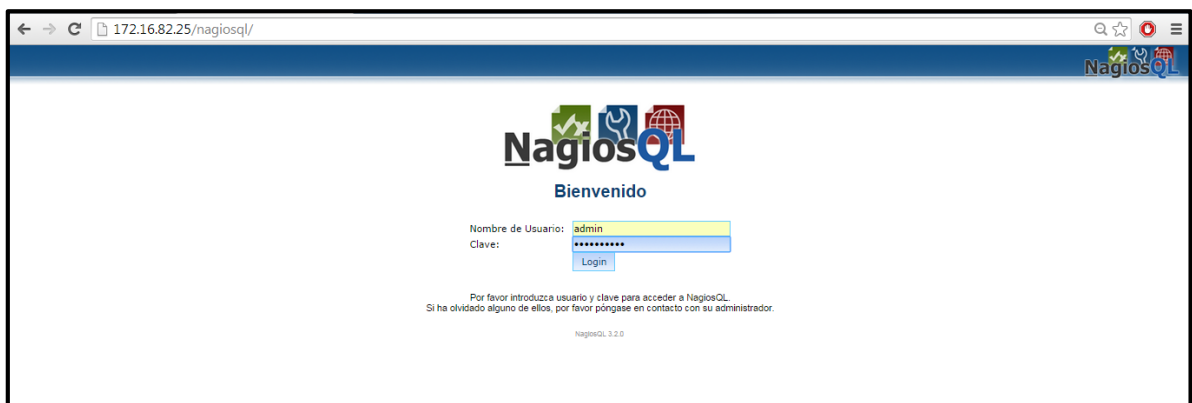 172.16.82.25/nagiosql/
NagiosQL
NagiosQL
Bienvenido
Nombre de Usuario: admin
Clave: ••••••••••
Login
Por favor introduzca usuario y clave para acceder a NagiosQL.
Si ha olvidado alguno de ellos, por favor póngase en contacto con su administrador.
NagiosQL 3.2.0